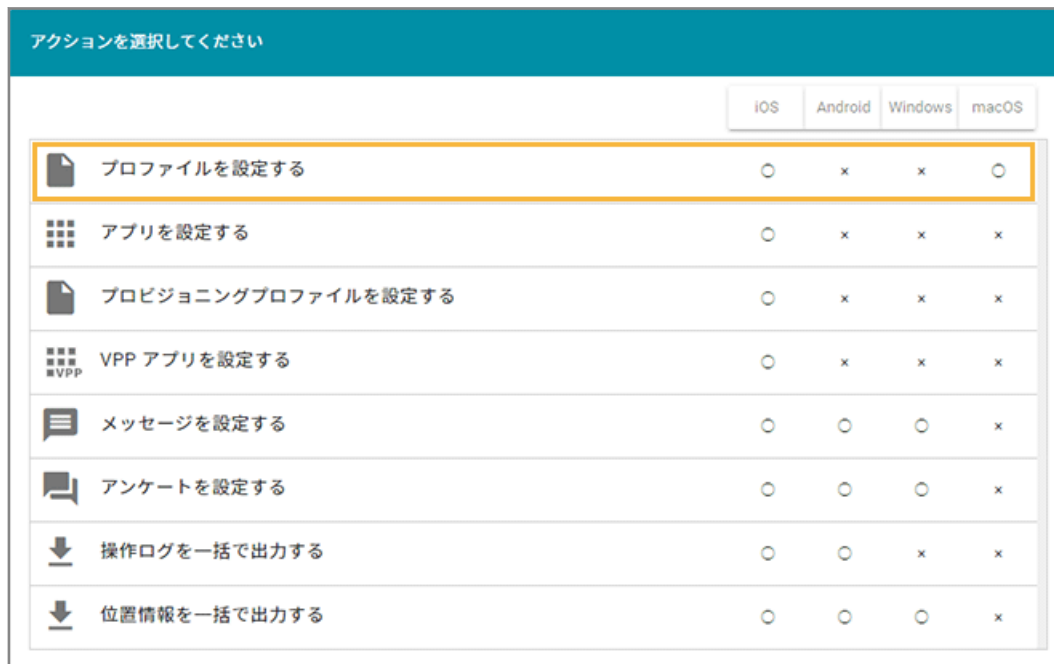 アクションを選択してください
iOS Android Windows macOS
プロファイルを設定する ○ × × ○
アプリを設定する ○ × × ×
プロビジョニングプロファイルを設定する ○ × × ×
VPP VPP アプリを設定する ○ × × ×
メッセージを設定する ○ ○ ○ ×
アンケートを設定する ○ ○ ○ ×
操作ログを一括で出力する ○ ○ × ×
位置情報を一括で出力する ○ ○ ○ ×